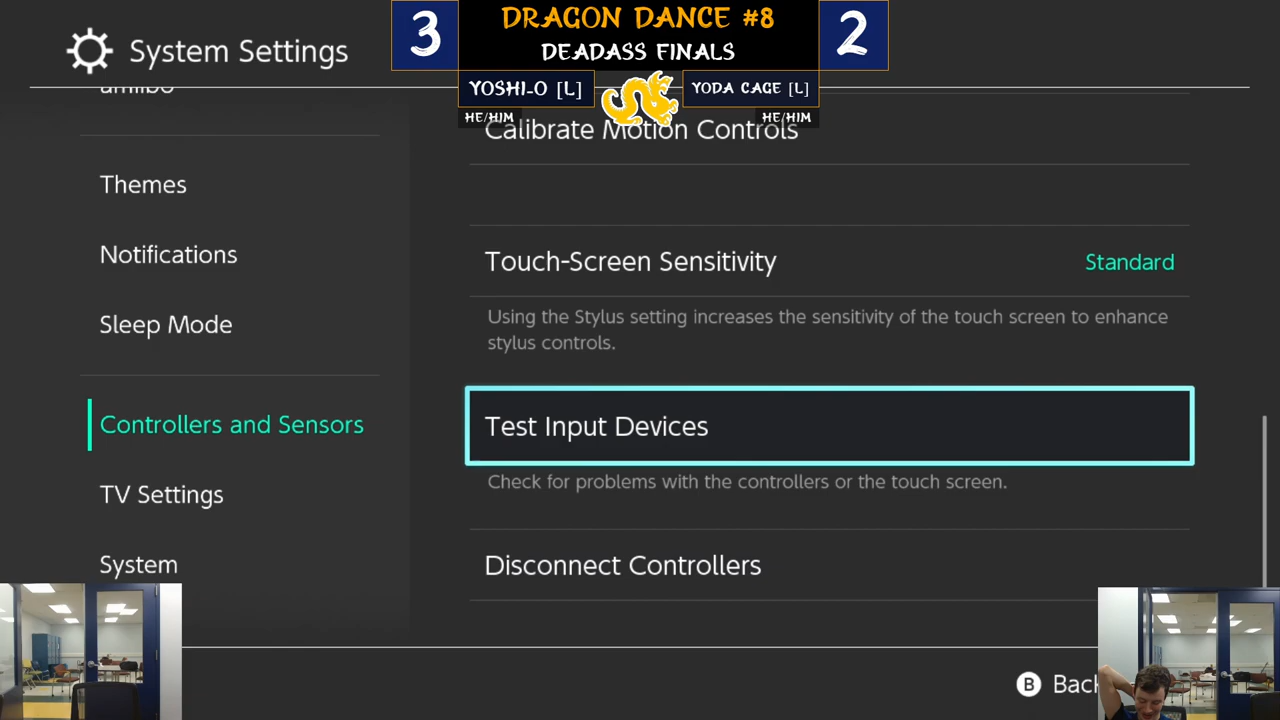 System Settings
3
DRAGON DANCE #8
DEADASS FINALS
2
YOSHI-O [L]
YODA CAGE [L]
HE/HIM
HE/HIM
amiibo
Themes
Notifications
Sleep Mode
Controllers and Sensors
TV Settings
System
Calibrate Motion Controls
Touch-Screen Sensitivity
Standard
Using the Stylus setting increases the sensitivity of the touch screen to enhance
stylus controls.
Test Input Devices
Check for problems with the controllers or the touch screen.
Disconnect Controllers
B
Back